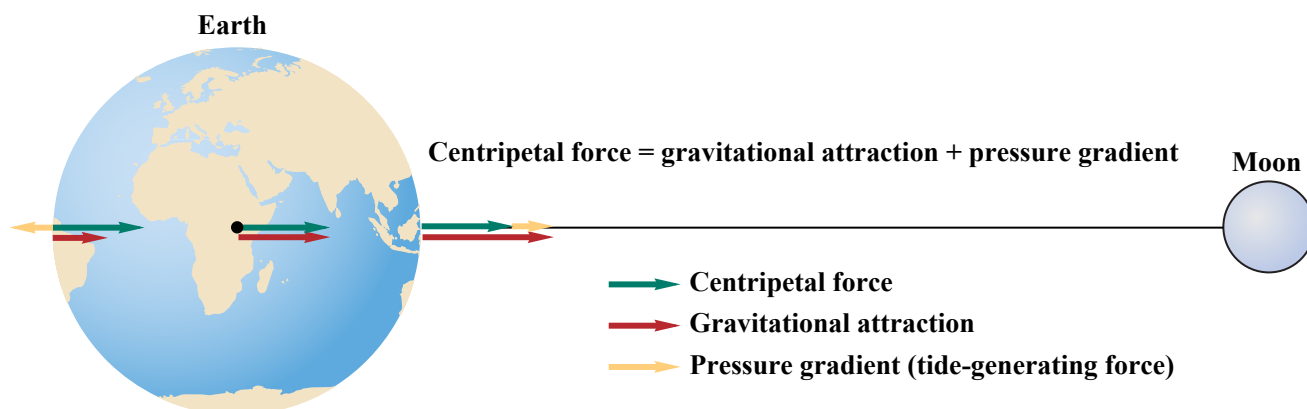 Earth
Centripetal force = gravitational attraction + pressure gradient
Moon
Centripetal force
Gravitational attraction
Pressure gradient (tide-generating force)